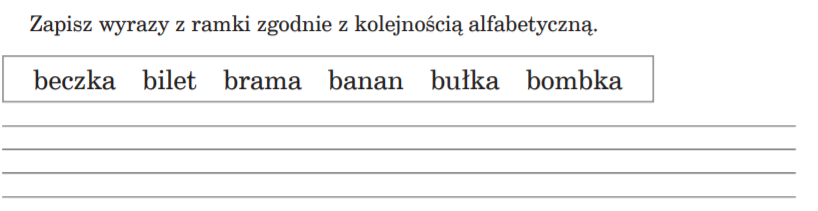 Zapisz wyrazy z ramki zgodnie z kolejnością alfabetyczną.
beczka bilet brama banan bułka bombka